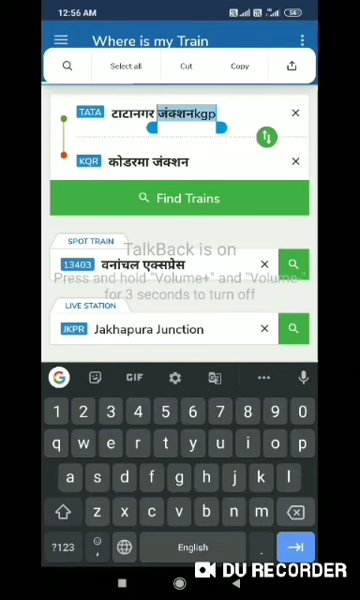 12:56 AM
54
Where is my Train
Select all Cut Copy
TATA टाटानगर जंक्शनkgp ×
KQR कोडरमा जंक्शन ×
Find Trains
SPOT TRAIN
TalkBack is on
13403 वनांचल एक्सप्रेस ×
Press and hold "Volume+" and "Volume-"
for 3 seconds to turn off
LIVE STATION
JKPR Jakhapura Junction ×
G GIF
1 2 3 4 5 6 7 8 9 0
q w e r t y u i o p
a s d f g h j k l
z x c v b n m
?123 , English .
DU RECORDER